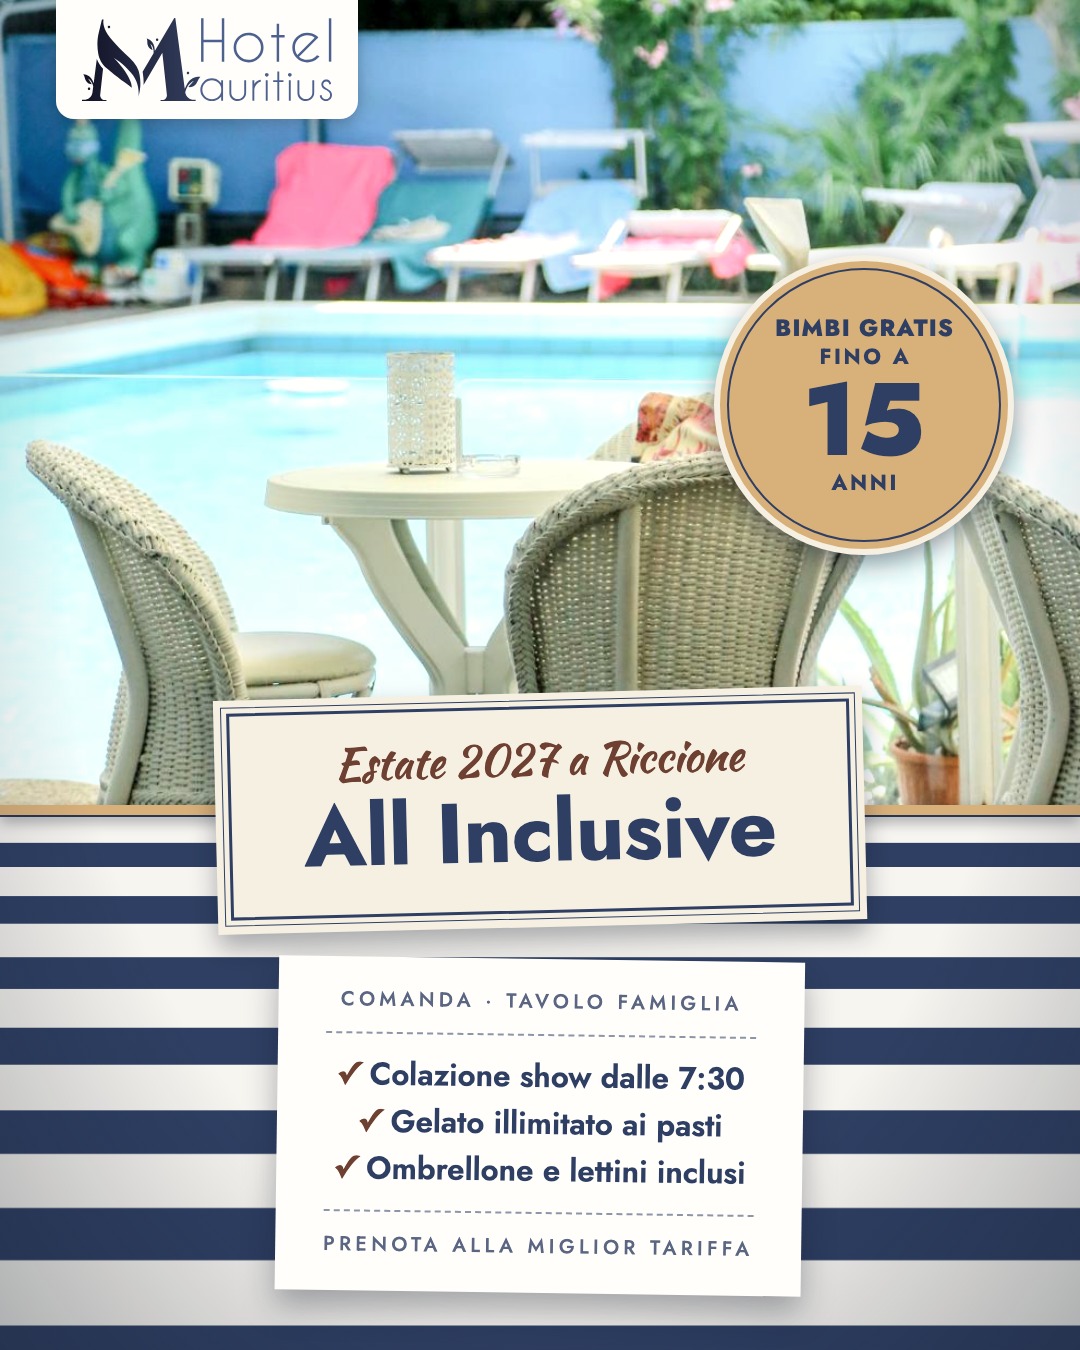 Hotel
Mauritius
BIMBI GRATIS
FINO A
15
ANNI
Estate 2027 a Riccione
All Inclusive
COMANDA · TAVOLO FAMIGLIA
✓ Colazione show dalle 7:30
✓ Gelato illimitato ai pasti
✓ Ombrellone e lettini inclusi
PRENOTA ALLA MIGLIOR TARIFFA